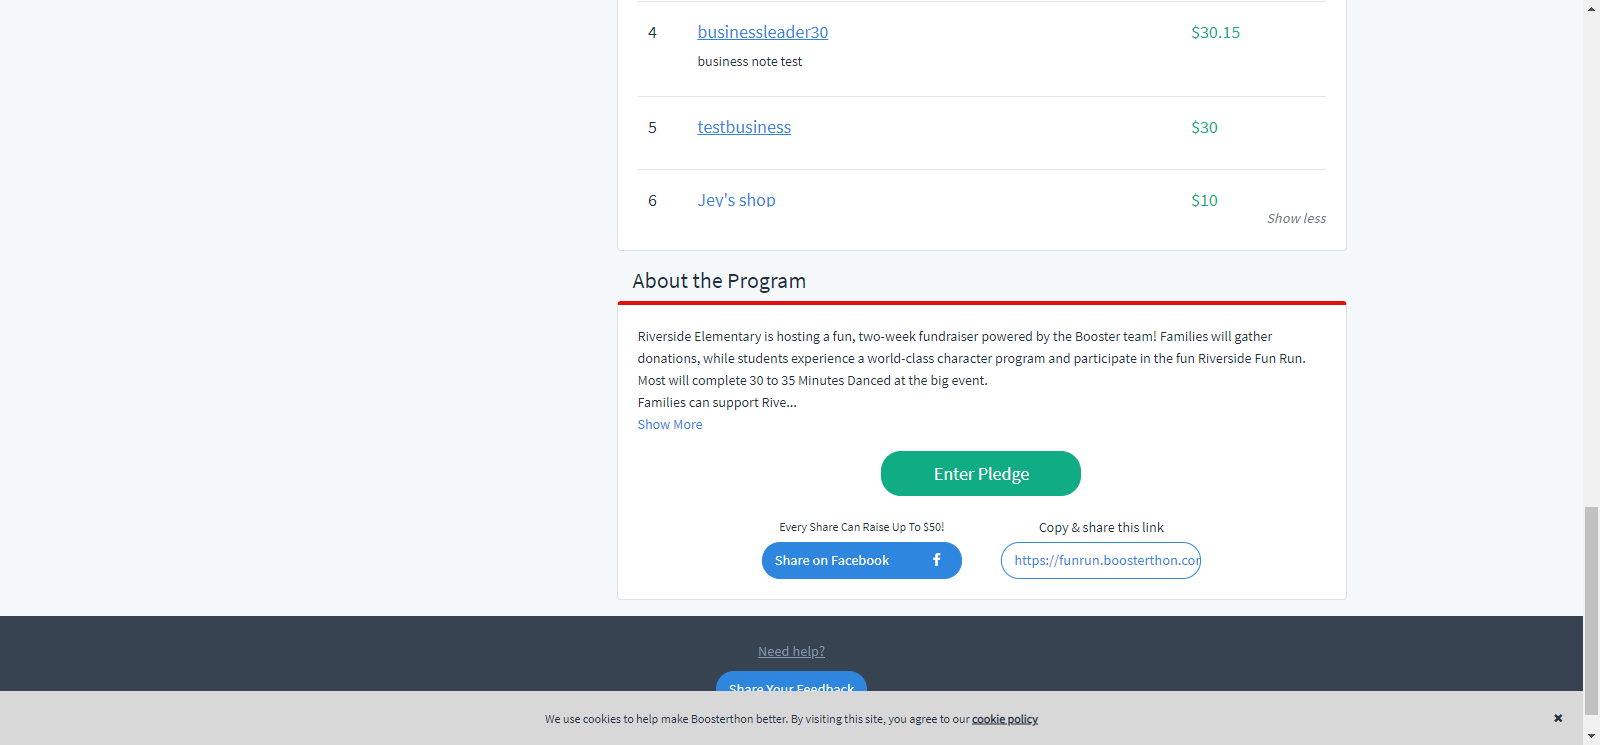 4 businessleader30 $30.15
business note test
5 testbusiness $30
6 Jev's shop $10
Show less
About the Program
Riverside Elementary is hosting a fun, two-week fundraiser powered by the Booster team! Families will gather
donations, while students experience a world-class character program and participate in the fun Riverside Fun Run.
Most will complete 30 to 35 Minutes Danced at the big event.
Families can support Rive...
Show More
Enter Pledge
Every Share Can Raise Up To $50!
Share on Facebook
Copy & share this link
https://funrun.boosterthon.com
Need help?
Share Your Feedback
We use cookies to help make Boosterthon better. By visiting this site, you agree to our cookie policy